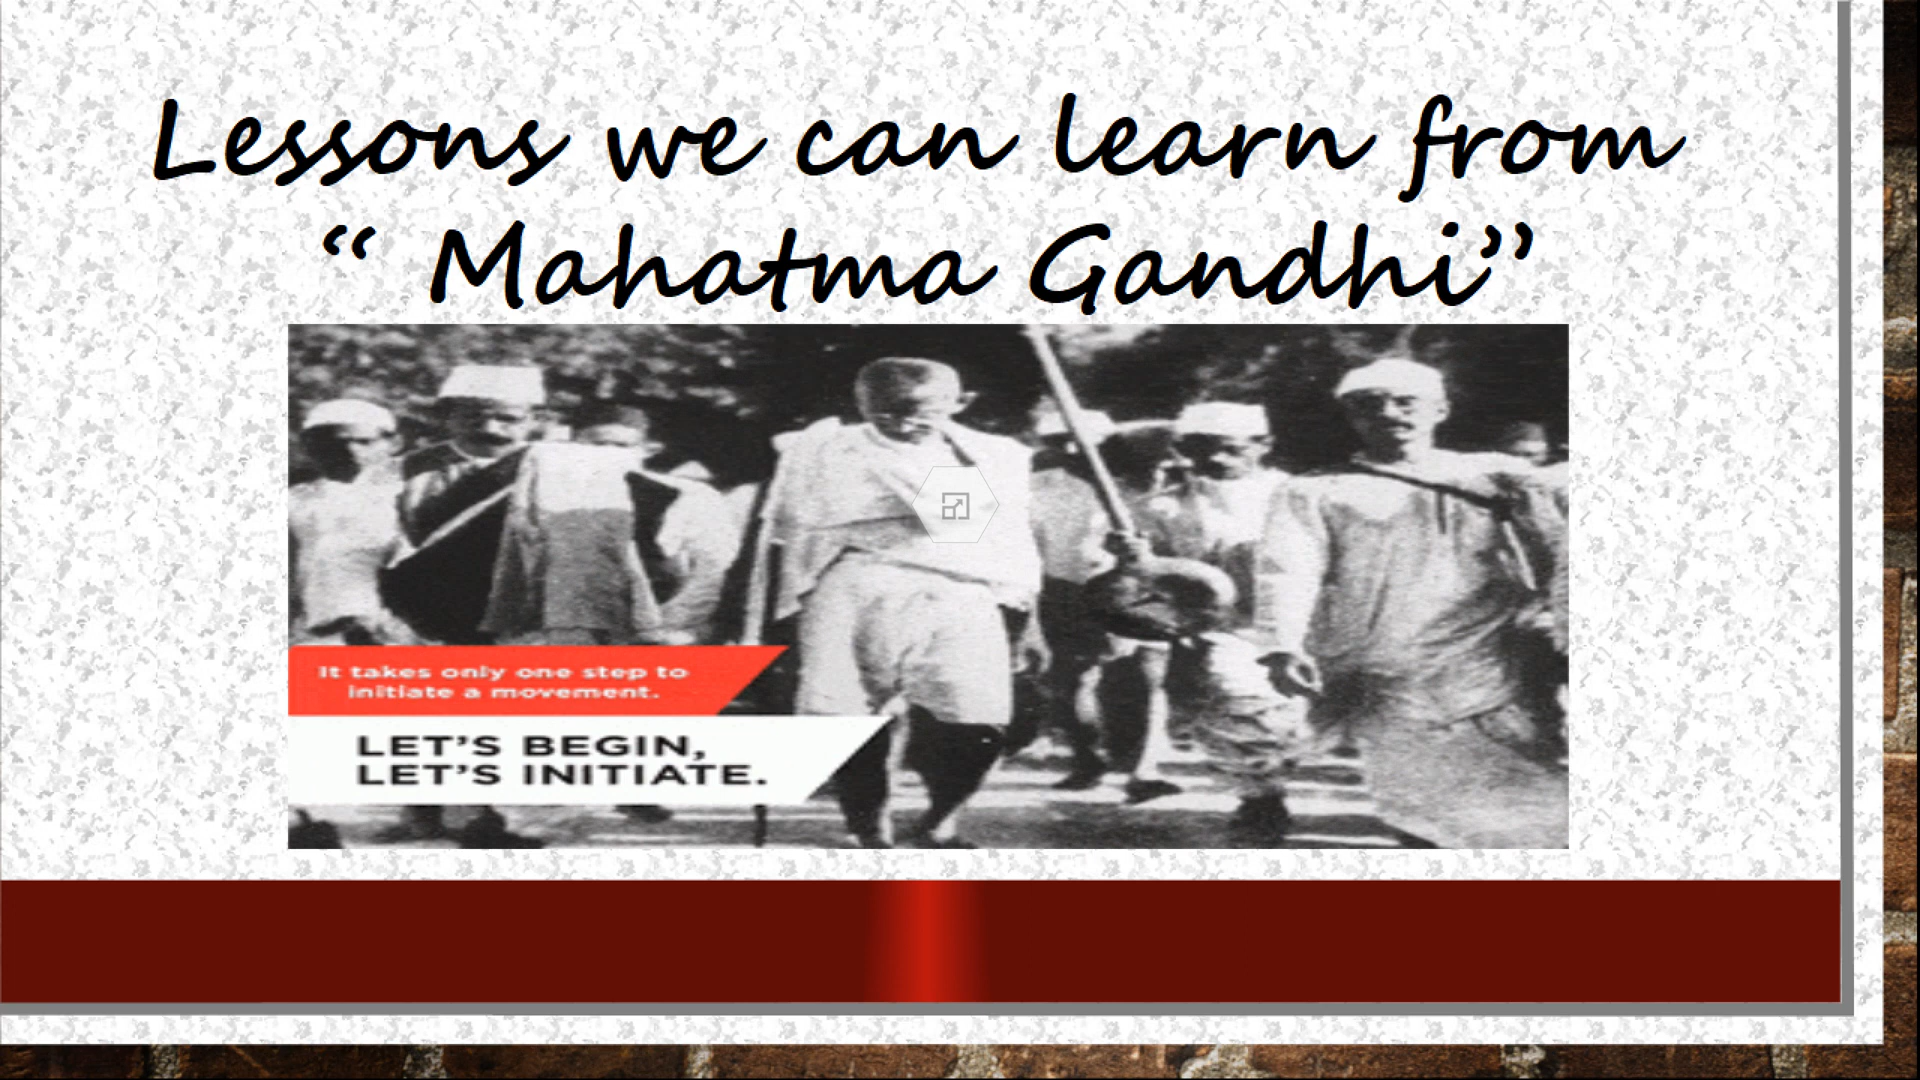 Lessons we can learn from
“ Mahatma Gandhi”
It takes only one step to
initiate a movement.
LET’S BEGIN,
LET’S INITIATE.